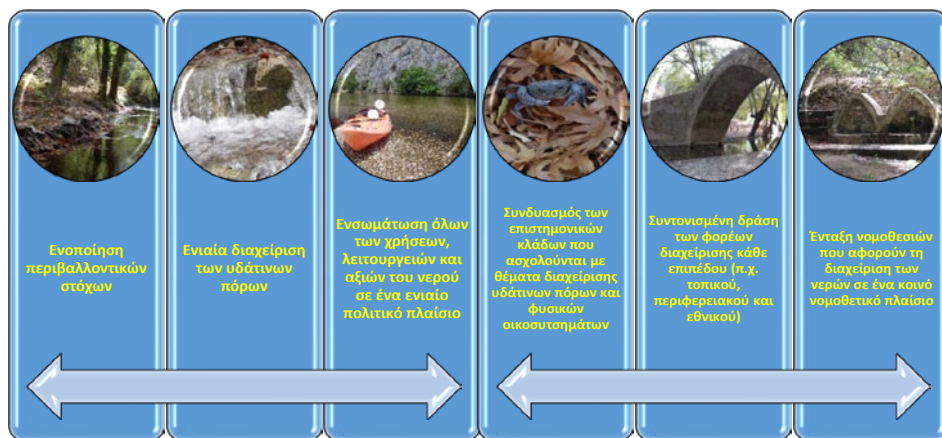 Ενοποίηση
περιβαλλοντικών
στόχων
Ενιαία διαχείριση
των υδάτινων
πόρων
Ενσωμάτωση όλων
των χρήσεων,
λειτουργειών και
αξιών του νερού
σε ένα ενιαίο
πολιτικό πλαίσιο
Συνδυασμός των
επιστημονικών
κλάδων που
ασχολούνται με
θέματα διαχείρισης
υδάτινων πόρων και
φυσικών
οικοσυτσημάτων
Συντονισμένη δράση
των φορέων
διαχείρισης κάθε
επιπέδου (π.χ.
τοπικού,
περιφερειακού και
εθνικού)
Ένταξη νομοθεσιών
που αφορούν τη
διαχείριση των
νερών σε ένα κοινό
νομοθετικό πλαίσιο